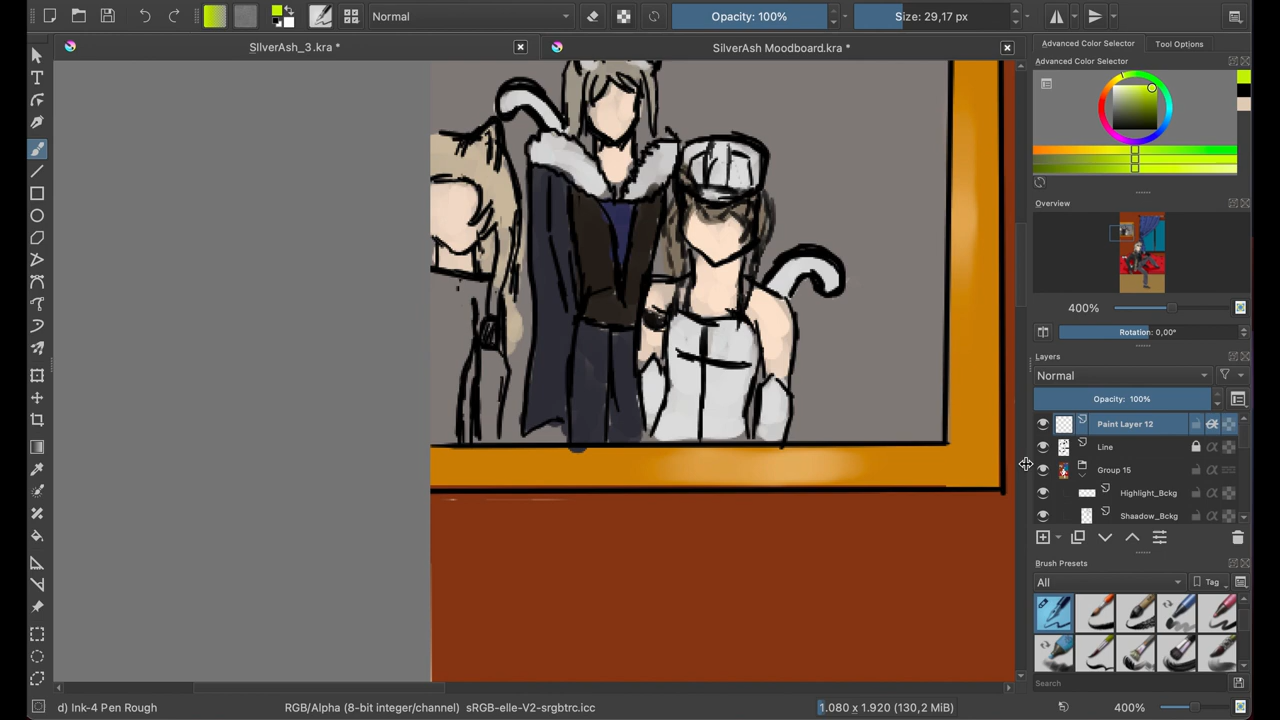 Normal
Opacity: 100%
Size: 29,17 px
SIlverAsh_3.kra *
SilverAsh Moodboard.kra *
Advanced Color Selector
Tool Options
Advanced Color Selector
Overview
400%
Rotation: 0,00°
Layers
Normal
Opacity: 100%
Paint Layer 12
Line
Group 15
Highlight_Bckg
Shaadow_Bckg
Brush Presets
All
Tag
Search
d) Ink-4 Pen Rough
RGB/Alpha (8-bit integer/channel) sRGB-elle-V2-srgbtrc.icc
1.080 x 1.920 (130,2 MiB)
400%